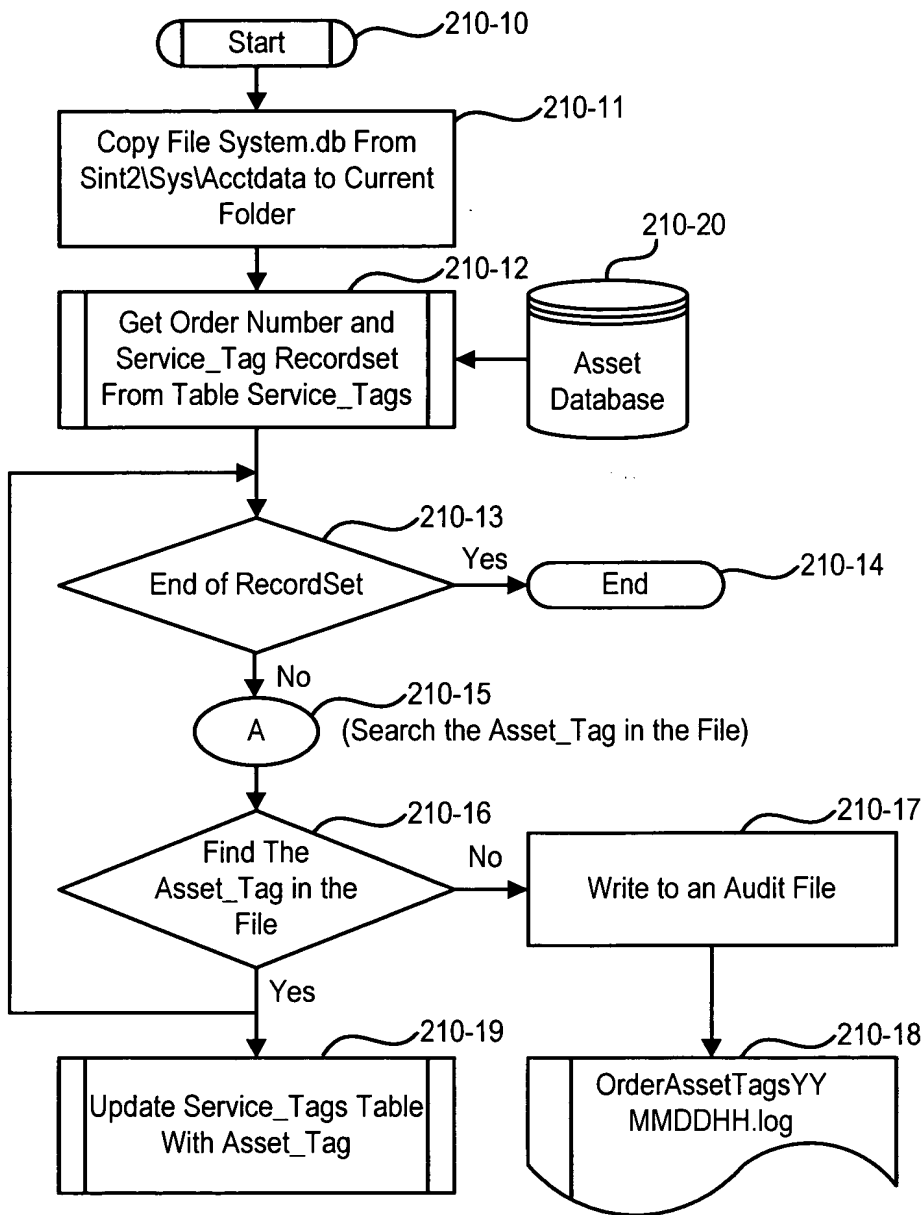 210-10
Start
210-11
Copy File System.db From
Sint2\Sys\Acctdata to Current
Folder
210-20
210-12
Get Order Number and
Service_Tag Recordset
From Table Service_Tags
Asset
Database
210-13
End of RecordSet
Yes
210-14
End
No
210-15
A
(Search the Asset_Tag in the File)
210-16
Find The
Asset_Tag in the
File
No
210-17
Write to an Audit File
Yes
210-19
Update Service_Tags Table
With Asset_Tag
210-18
OrderAssetTagsYY
MMDDHH.log